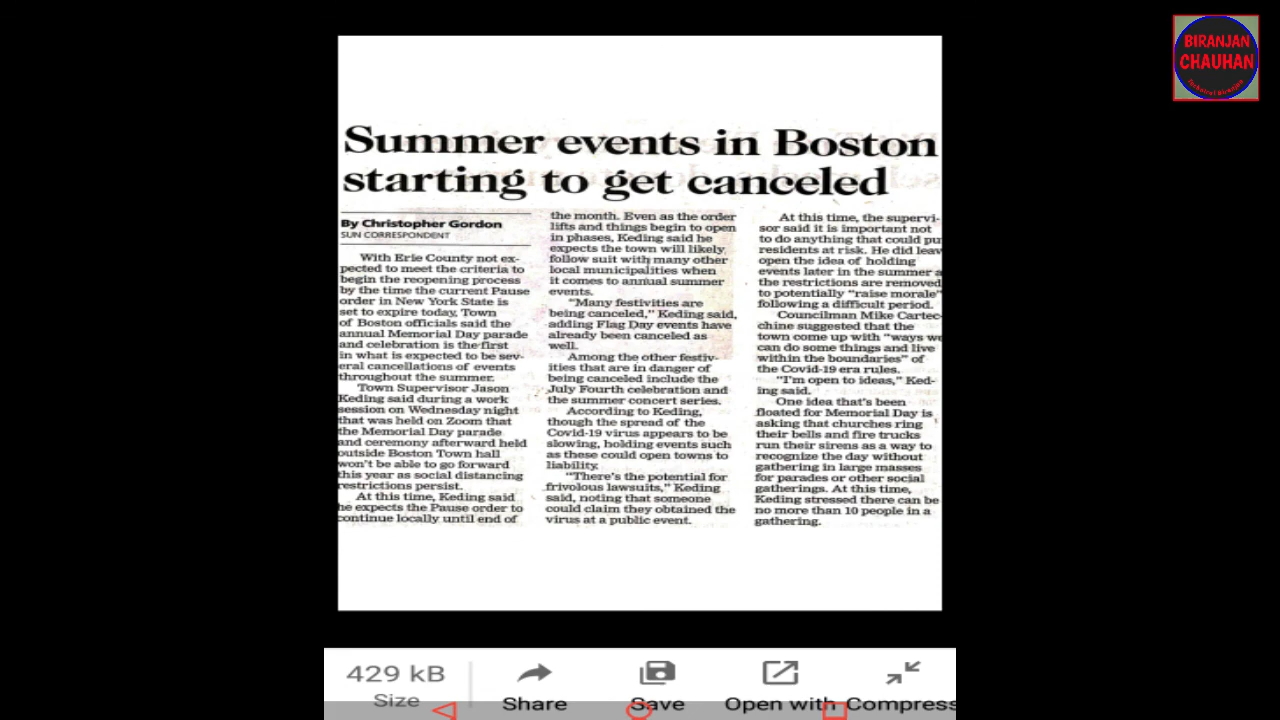 BIRANJAN
CHAUHAN
Technical Biranjan
Summer events in Boston
starting to get canceled
By Christopher Gordon
SUN CORRESPONDENT
With Erie County not ex-
pected to meet the criteria to
begin the reopening process
by the time the current Pause
order in New York State is
set to expire today, Town
of Boston officials said the
annual Memorial Day parade
and celebration is the first
in what is expected to be sev-
eral cancellations of events
throughout the summer.
Town Supervisor Jason
Keding said during a work
session on Wednesday night
that was held on Zoom that
the Memorial Day parade
and ceremony afterward held
outside Boston Town hall
won't be able to go forward
this year as social distancing
restrictions persist.
At this time, Keding said
he expects the Pause order to
continue locally until end of
the month. Even as the order
lifts and things begin to open
in phases, Keding said he
expects the town will likely
follow suit with many other
local municipalities when
it comes to annual summer
events.
"Many festivities are
being canceled," Keding said,
adding Flag Day events have
already been canceled as
well.
Among the other festiv-
ities that are in danger of
being canceled include the
July Fourth celebration and
the summer concert series.
According to Keding,
though the spread of the
Covid-19 virus appears to be
slowing, holding events such
as these could open towns to
liability.
"There's the potential for
frivolous lawsuits," Keding
said, noting that someone
could claim they obtained the
virus at a public event.
At this time, the supervi-
sor said it is important not
to do anything that could pu
residents at risk. He did leav
open the idea of holding
events later in the summer a
the restrictions are removed
to potentially "raise morale"
following a difficult period.
Councilman Mike Cartec-
chine suggested that the
town come up with "ways we
can do some things and live
within the boundaries" of
the Covid-19 era rules.
"I'm open to ideas," Ked-
ing said.
One idea that's been
floated for Memorial Day is
asking that churches ring
their bells and fire trucks
run their sirens as a way to
recognize the day without
gathering in large masses
for parades or other social
gatherings. At this time,
Keding stressed there can be
no more than 10 people in a
gathering.
429 kB
Size
Share
Save
Open with
Compress